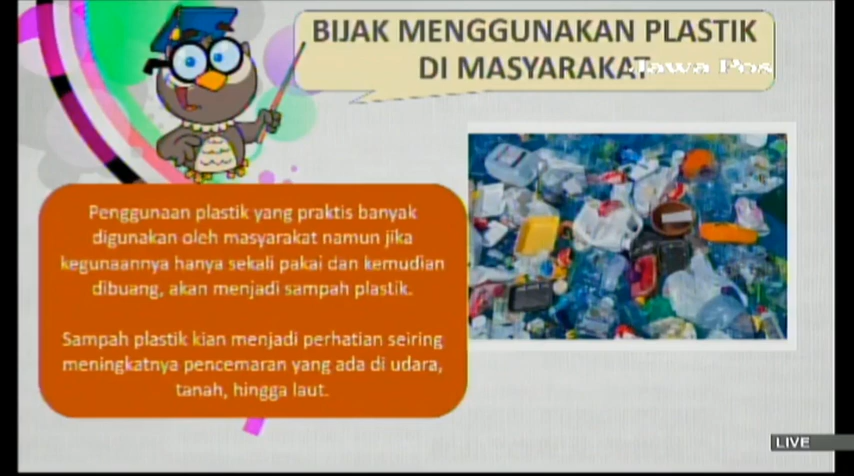 BIJAK MENGGUNAKAN PLASTIK
DI MASYARAKAT
Jawa Pos
Penggunaan plastik yang praktis banyak
digunakan oleh masyarakat namun jika
kegunaannya hanya sekali pakai dan kemudian
dibuang, akan menjadi sampah plastik.
Sampah plastik kian menjadi perhatian seiring
meningkatnya pencemaran yang ada di udara,
tanah, hingga laut.
LIVE